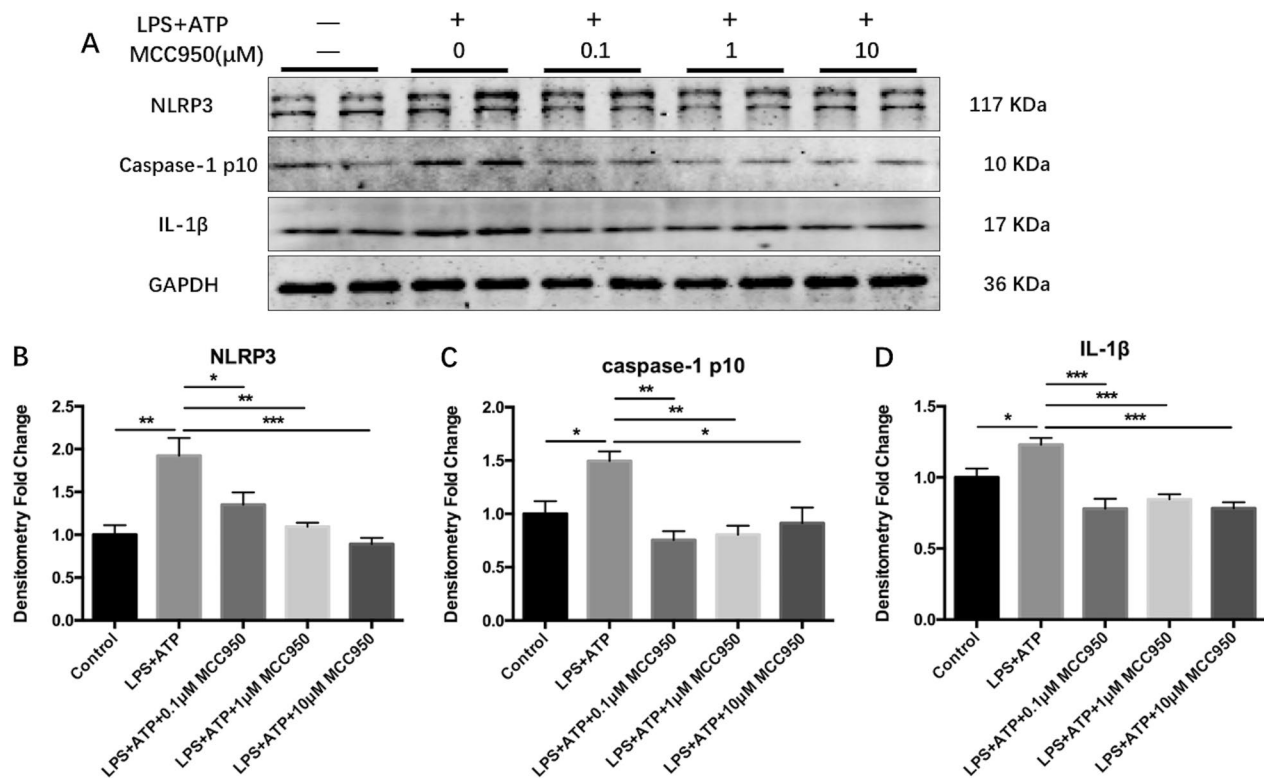 A
LPS+ATP — + + + +
MCC950(μM) — 0 0.1 1 10
NLRP3 117 KDa
Caspase-1 p10 10 KDa
IL-1β 17 KDa
GAPDH 36 KDa
B
NLRP3
Densitometry Fold Change
2.5
2.0
1.5
1.0
0.5
0.0
** * ** ***
Control
LPS+ATP
LPS+ATP+0.1μM MCC950
LPS+ATP+1μM MCC950
LPS+ATP+10μM MCC950
C
caspase-1 p10
Densitometry Fold Change
2.0
1.5
1.0
0.5
0.0
* ** ** *
Control
LPS+ATP
LPS+ATP+0.1μM MCC950
LPS+ATP+1μM MCC950
LPS+ATP+10μM MCC950
D
IL-1β
Densitometry Fold Change
1.5
1.0
0.5
0.0
* *** *** ***
Control
LPS+ATP
LPS+ATP+0.1μM MCC950
LPS+ATP+1μM MCC950
LPS+ATP+10μM MCC950